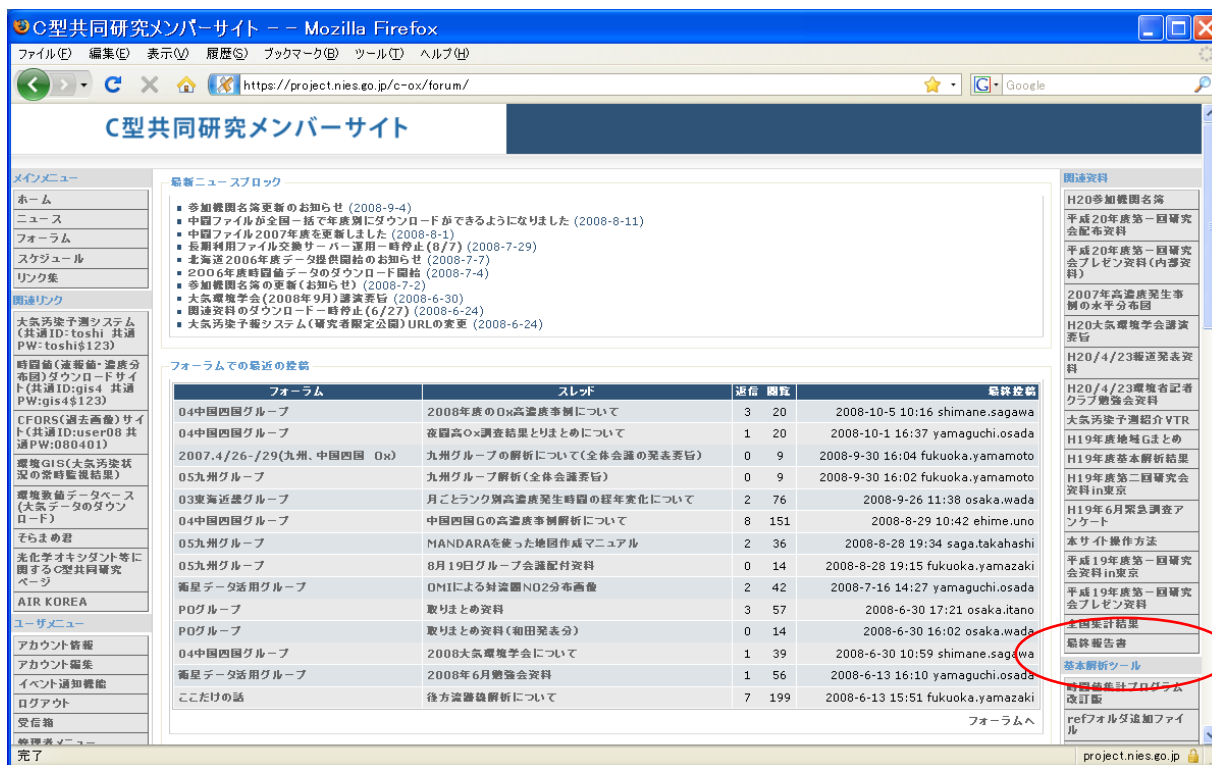 C型共同研究メンバーサイト - - Mozilla Firefox
ファイル(F) 編集(E) 表示(V) 履歴(S) ブックマーク(B) ツール(T) ヘルプ(H)
https://project.nies.go.jp/c-ox/forum/
Google
C型共同研究メンバーサイト
メインメニュー
ホーム
ニュース
フォーラム
スケジュール
リンク集
関連リンク
大気汚染予測システム
(共通ID:toshi 共通
PW:toshi$123)
時間値(速報値・濃度分
布図)ダウンロードサイ
ト(共通ID:gis4 共通
PW:gis4$123)
CFORS(過去画像)サイ
ト(共通ID:user08 共
通PW:080401)
環境GIS(大気汚染状
況の常時監視結果)
環境数値データベース
(大気データのダウン
ロード)
そらまめ君
光化学オキシダント等に
関するC型共同研究
ページ
AIR KOREA
ユーザメニュー
アカウント情報
アカウント編集
イベント通知機能
ログアウト
受信箱
管理者メニュー
最新ニュースブロック
参加機関名簿更新のお知らせ (2008-9-4)
中間ファイルが全国一括で年度別にダウンロードができるようになりました (2008-8-11)
中間ファイル2007年度を更新しました (2008-8-1)
長期利用ファイル交換サーバー運用一時停止(8/7) (2008-7-29)
北海道2006年度データ提供開始のお知らせ (2008-7-7)
2006年度時間値データのダウンロード開始 (2008-7-4)
参加機関名簿の更新(お知らせ) (2008-7-2)
大気環境学会(2008年9月)講演要旨 (2008-6-30)
関連資料のダウンロード一時停止(6/27) (2008-6-24)
大気汚染予報システム(研究者限定公開)URLの変更 (2008-6-24)
フォーラムでの最近の投稿
フォーラム スレッド 返信 閲覧 最終投稿
04中国四国グループ 2008年度のOx高濃度事例について 3 20 2008-10-5 10:16 shimane.sagawa
04中国四国グループ 夜間高Ox調査結果とりまとめについて 1 20 2008-10-1 16:37 yamaguchi.osada
2007.4/26-/29(九州、中国四国 Ox) 九州グループの解析について(全体会議の発表要旨) 0 9 2008-9-30 16:04 fukuoka.yamamoto
05九州グループ 九州グループ解析(全体会議要旨) 0 9 2008-9-30 16:02 fukuoka.yamamoto
03東海近畿グループ 月ごとランク別高濃度発生時間の経年変化について 7 76 2008-9-26 11:38 osaka.wada
04中国四国グループ 中国四国Gの高濃度事例解析について 8 151 2008-8-29 10:42 ehime.uno
05九州グループ MANDARAを使った地図作成マニュアル 2 36 2008-8-28 19:34 saga.takahashi
05九州グループ 8月19日グループ会議配付資料 0 14 2008-8-28 19:15 fukuoka.yamazaki
衛星データ活用グループ OMIによる対流圏NO2分布画像 2 42 2008-7-16 14:27 yamaguchi.osada
POグループ 取りまとめ資料 3 57 2008-6-30 17:21 osaka.itano
POグループ 取りまとめ資料(和田発表分) 0 14 2008-6-30 16:02 osaka.wada
04中国四国グループ 2008大気環境学会について 1 39 2008-6-30 10:59 shimane.sagawa
衛星データ活用グループ 2008年6月勉強会資料 1 56 2008-6-13 16:10 yamaguchi.osada
ここだけの話 後方流跡線解析について 7 199 2008-6-13 15:51 fukuoka.yamazaki
フォーラムへ
関連資料
H20参加機関名簿
平成20年度第一回研究
会配布資料
平成20年度第一回研究
会プレゼン資料(内部資
料)
2007年高濃度発生事
例の水平分布図
H20大気環境学会講演
要旨
H20/4/23報道発表資
料
H20/4/23環境省記者
クラブ勉強会資料
大気汚染予測紹介VTR
H19年度地域Gまとめ
H19年度基本解析結果
H19年度第二回研究会
資料in東京
H19年6月緊急調査ア
ンケート
本サイト操作方法
平成19年度第一回研究
会資料in東京
平成19年度第一回研究
会プレゼン資料
全国集計結果
最終報告書
基本解析ツール
時間値集計プログラム
改訂版
refフォルダ追加ファイ
ル
完了
project.nies.go.jp